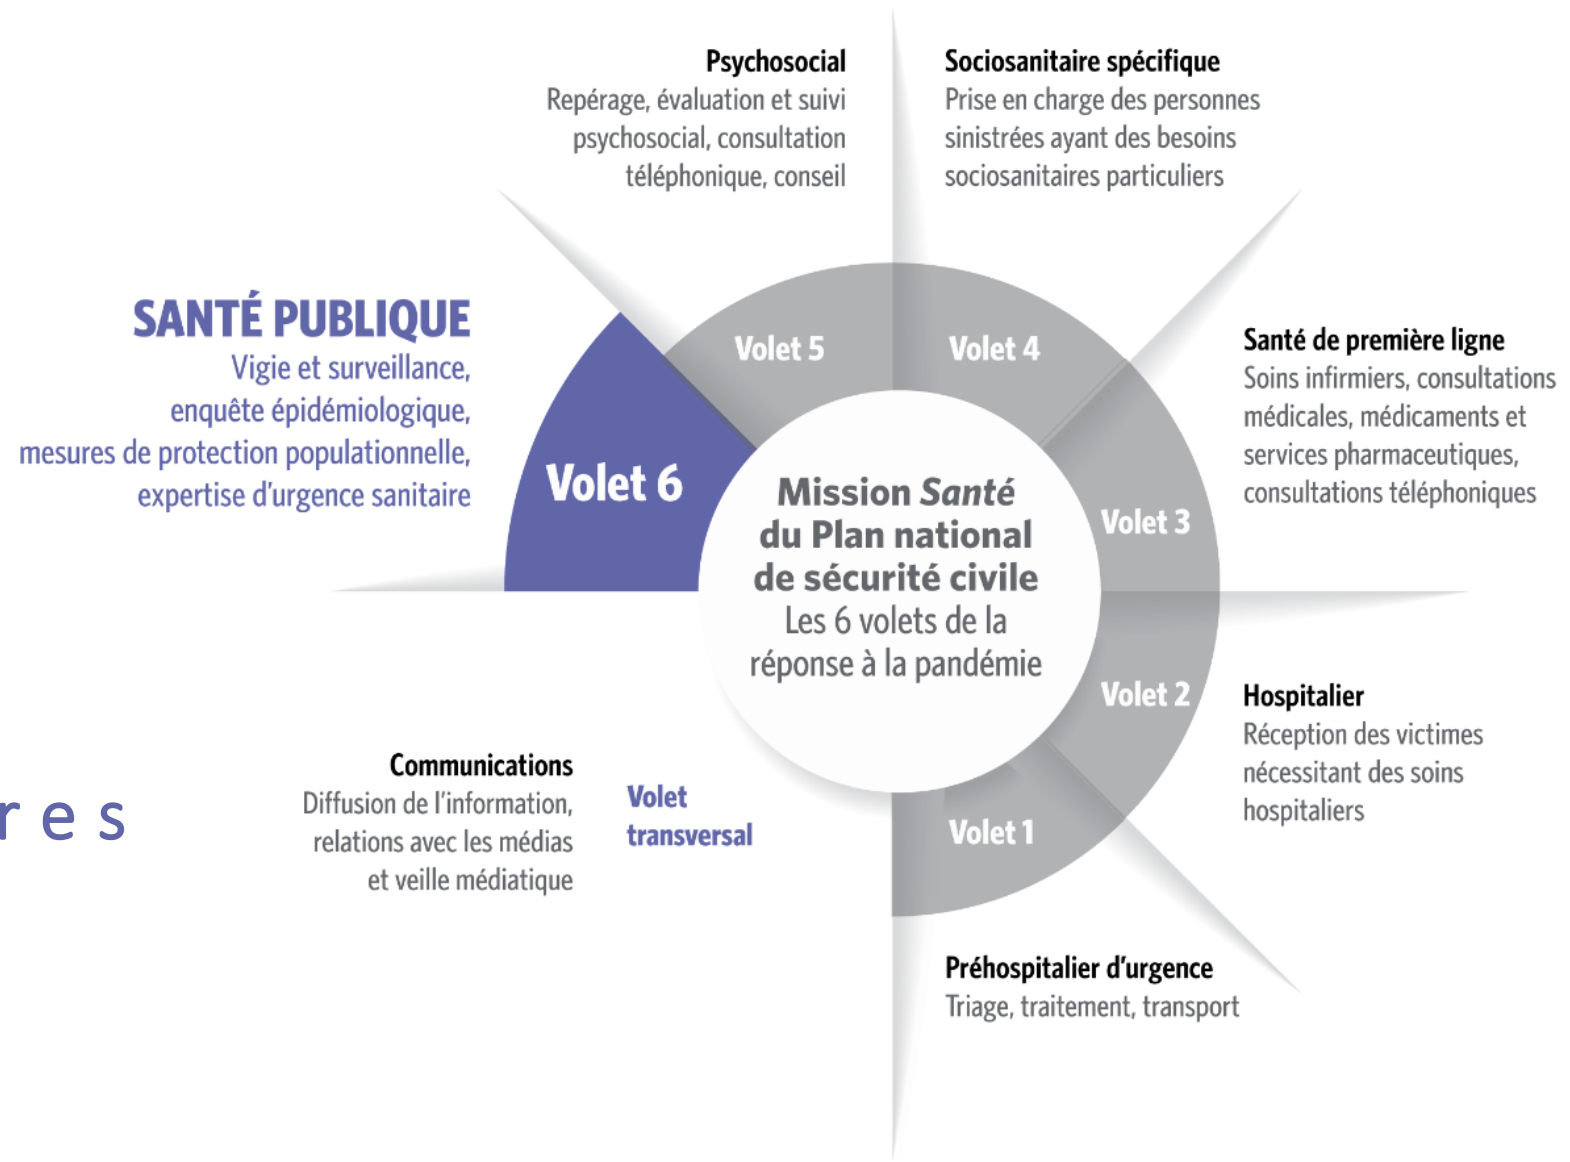 Psychosocial
Repérage, évaluation et suivi
psychosocial, consultation
téléphonique, conseil
Sociosanitaire spécifique
Prise en charge des personnes
sinistrées ayant des besoins
sociosanitaires particuliers
SANTÉ PUBLIQUE
Vigie et surveillance,
enquête épidémiologique,
mesures de protection populationnelle,
expertise d'urgence sanitaire
Volet 6
Volet 5
Volet 4
Santé de première ligne
Soins infirmiers, consultations
médicales, médicaments et
services pharmaceutiques,
consultations téléphoniques
Volet 3
Mission Santé
du Plan national
de sécurité civile
Les 6 volets de la
réponse à la pandémie
Volet 2
Hospitalier
Réception des victimes
nécessitant des soins
hospitaliers
Communications
Diffusion de l'information,
relations avec les médias
et veille médiatique
Volet
transversal
Volet 1
Préhospitalier d'urgence
Triage, traitement, transport